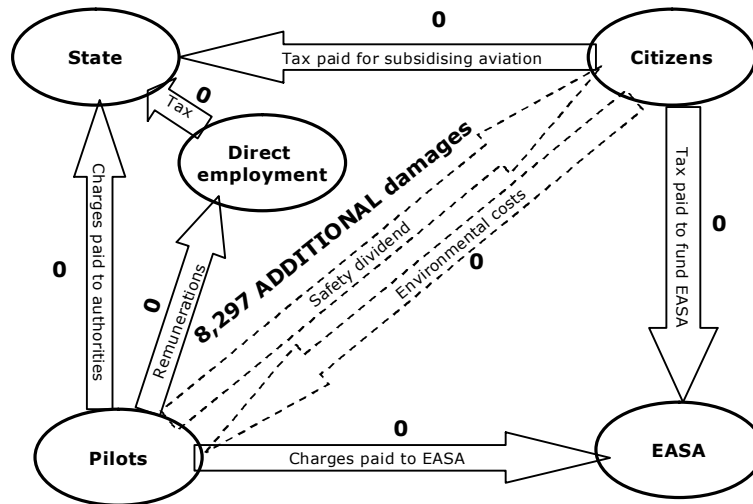 0
State
Tax paid for subsidising aviation
Citizens
0
Tax
Direct
employment
8,297 ADDITIONAL damages
Safety dividend
Environmental costs
0
Tax paid to fund EASA
0
Charges paid to authorities
0
Remunerations
0
Pilots
0
Charges paid to EASA
EASA